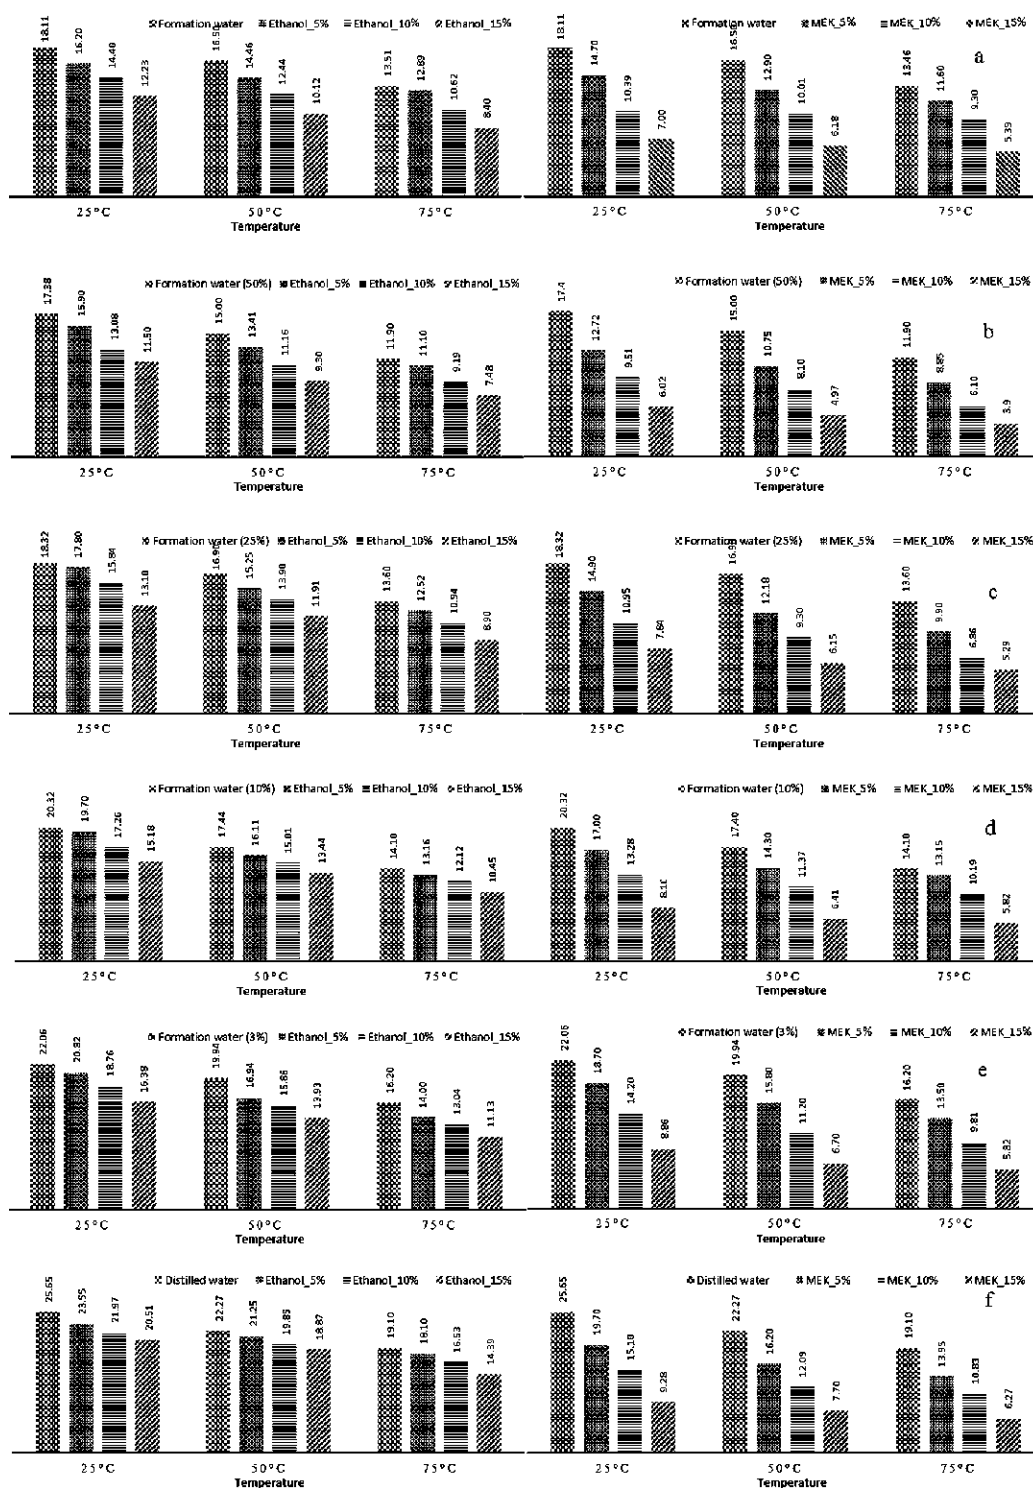 Formation water Ethanol_5% Ethanol_10% Ethanol_15%
18.11 16.20 14.48 12.23 14.46 12.44 10.12 13.51 12.89 10.62 8.40
25°C 50°C 75°C
Temperature
Formation water MEK_5% MEK_10% MEK_15%
a
18.11 14.70 10.39 7.00 12.90 10.01 6.18 13.46 11.60 9.30 5.39
25°C 50°C 75°C
Temperature
Formation water (50%) Ethanol_5% Ethanol_10% Ethanol_15%
17.38 15.90 13.08 11.50 15.00 13.41 11.16 9.30 11.90 11.10 9.19 7.48
25°C 50°C 75°C
Temperature
Formation water (50%) MEK_5% MEK_10% MEK_15%
b
17.4 12.72 9.51 6.02 15.00 10.75 8.10 4.97 11.90 8.85 6.10 3.9
25°C 50°C 75°C
Temperature
Formation water (25%) Ethanol_5% Ethanol_10% Ethanol_15%
18.32 17.80 15.84 13.18 16.90 15.25 13.90 11.91 13.60 12.52 10.94 8.90
25°C 50°C 75°C
Temperature
Formation water (25%) MEK_5% MEK_10% MEK_15%
c
18.32 14.90 10.95 7.84 12.18 9.30 6.15 13.60 9.90 6.86 5.29
25°C 50°C 75°C
Temperature
Formation water (10%) Ethanol_5% Ethanol_10% Ethanol_15%
20.32 19.70 17.26 15.18 17.44 16.11 15.01 13.44 14.18 13.16 12.12 10.45
25°C 50°C 75°C
Temperature
Formation water (10%) MEK_5% MEK_10% MEK_15%
d
20.32 17.00 13.28 8.10 17.40 14.30 11.37 6.41 14.18 13.15 10.19 5.82
25°C 50°C 75°C
Temperature
Formation water (3%) Ethanol_5% Ethanol_10% Ethanol_15%
22.06 20.82 18.76 16.38 19.94 16.94 15.86 13.93 16.20 14.00 13.04 11.13
25°C 50°C 75°C
Temperature
Formation water (3%) MEK_5% MEK_10% MEK_15%
e
22.06 18.70 14.20 8.86 19.94 15.80 11.20 6.70 16.20 13.50 9.81 5.82
25°C 50°C 75°C
Temperature
Distilled water Ethanol_5% Ethanol_10% Ethanol_15%
25.65 23.55 21.97 20.51 22.27 21.25 19.85 18.87 19.10 18.10 16.53 14.39
25°C 50°C 75°C
Temperature
Distilled water MEK_5% MEK_10% MEK_15%
f
25.65 19.70 15.10 9.28 22.27 16.20 12.09 7.70 19.10 13.95 10.83 6.27
25°C 50°C 75°C
Temperature